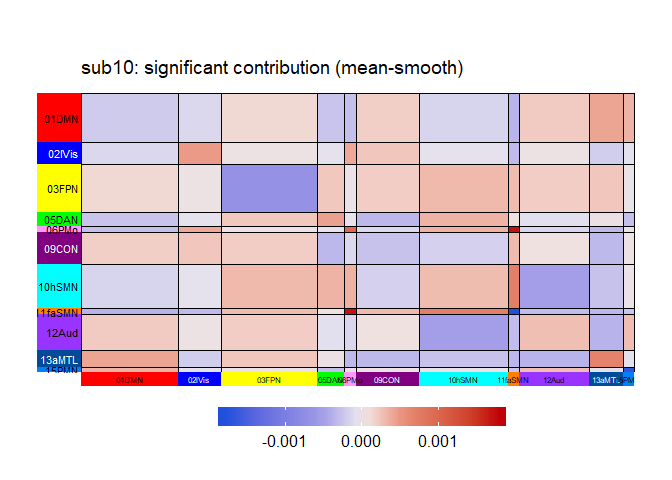 sub10: significant contribution (mean-smooth)
01DMN
02lVis
03FPN
05DAN
06PMo
09CON
10hSMN
11faSMN
12Aud
13aMTL
15PMN
01DMN 02lVis 03FPN 05DAN 06PMo 09CON 10hSMN 11faSMN 12Aud 13aMTL
-0.001 0.000 0.001